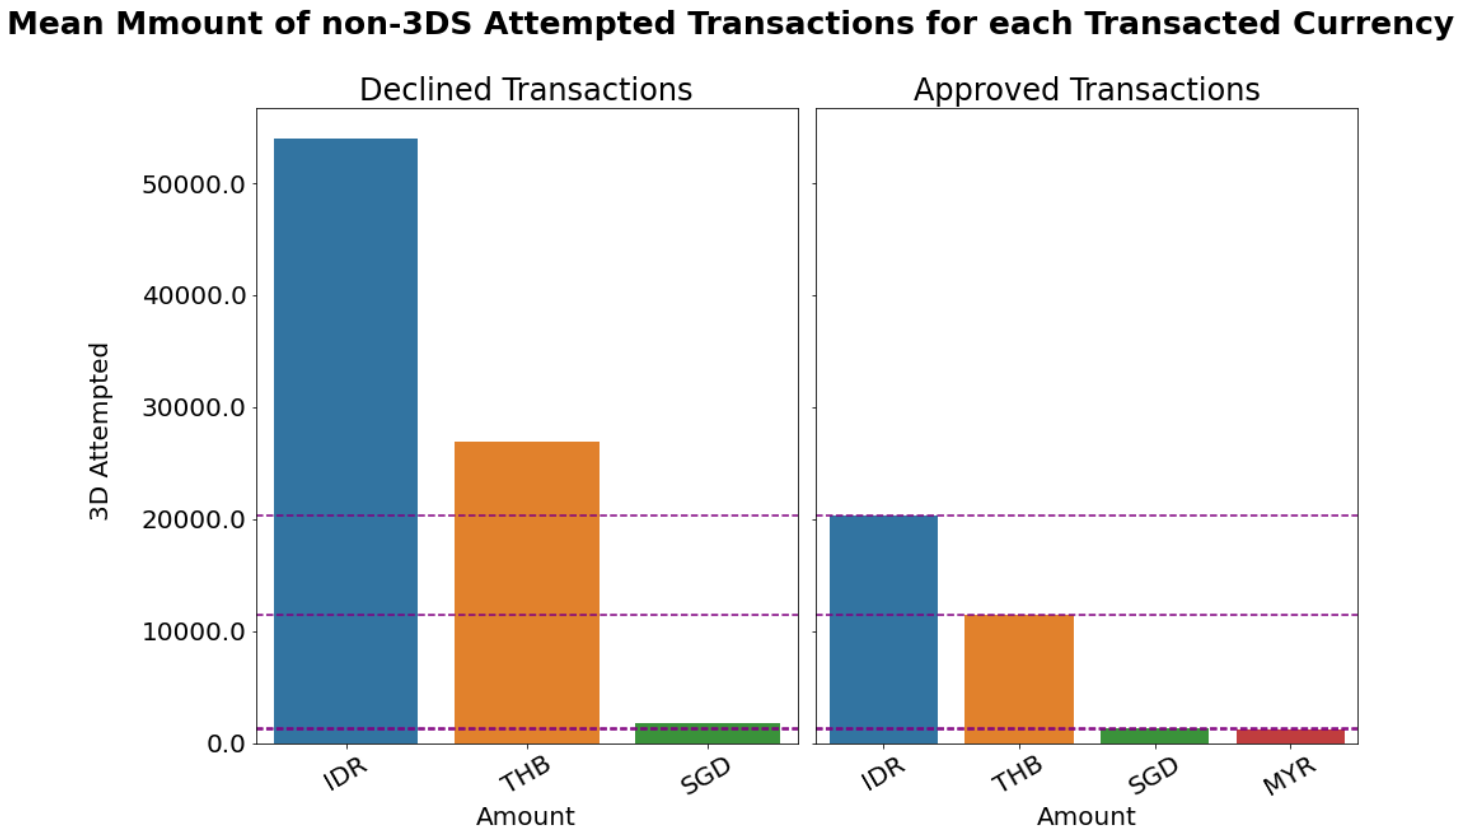 Mean Mmount of non-3DS Attempted Transactions for each Transacted Currency
Declined Transactions
Approved Transactions
3D Attempted
50000.0
40000.0
30000.0
20000.0
10000.0
0.0
IDR
THB
SGD
Amount
IDR
THB
SGD
MYR
Amount